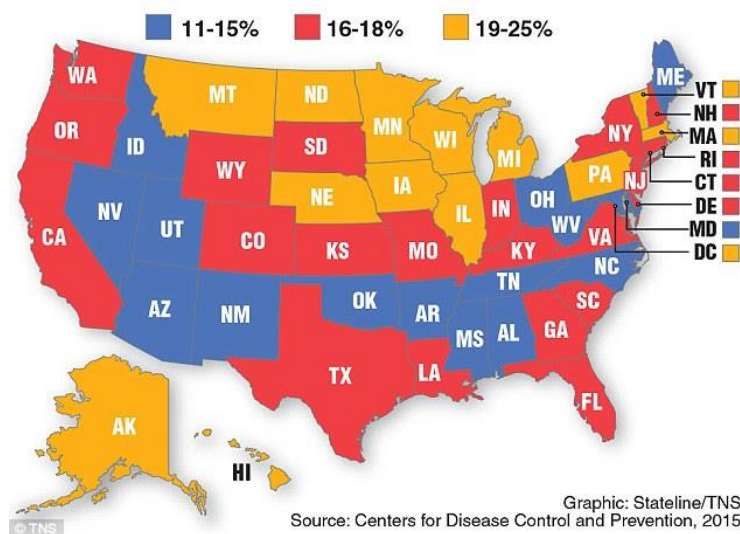 11-15%
16-18%
19-25%
WA
MT
ND
MN
ME
VT
NH
MA
RI
CT
DE
MD
DC
OR
ID
WY
SD
WI
MI
NY
NV
UT
CO
NE
IA
IL
IN
OH
PA
NJ
CA
KS
MO
KY
WV
VA
AZ
NM
OK
AR
TN
NC
TX
LA
MS
AL
GA
SC
FL
AK
HI
Graphic: Stateline/TNS
Source: Centers for Disease Control and Prevention, 2015
© TNS